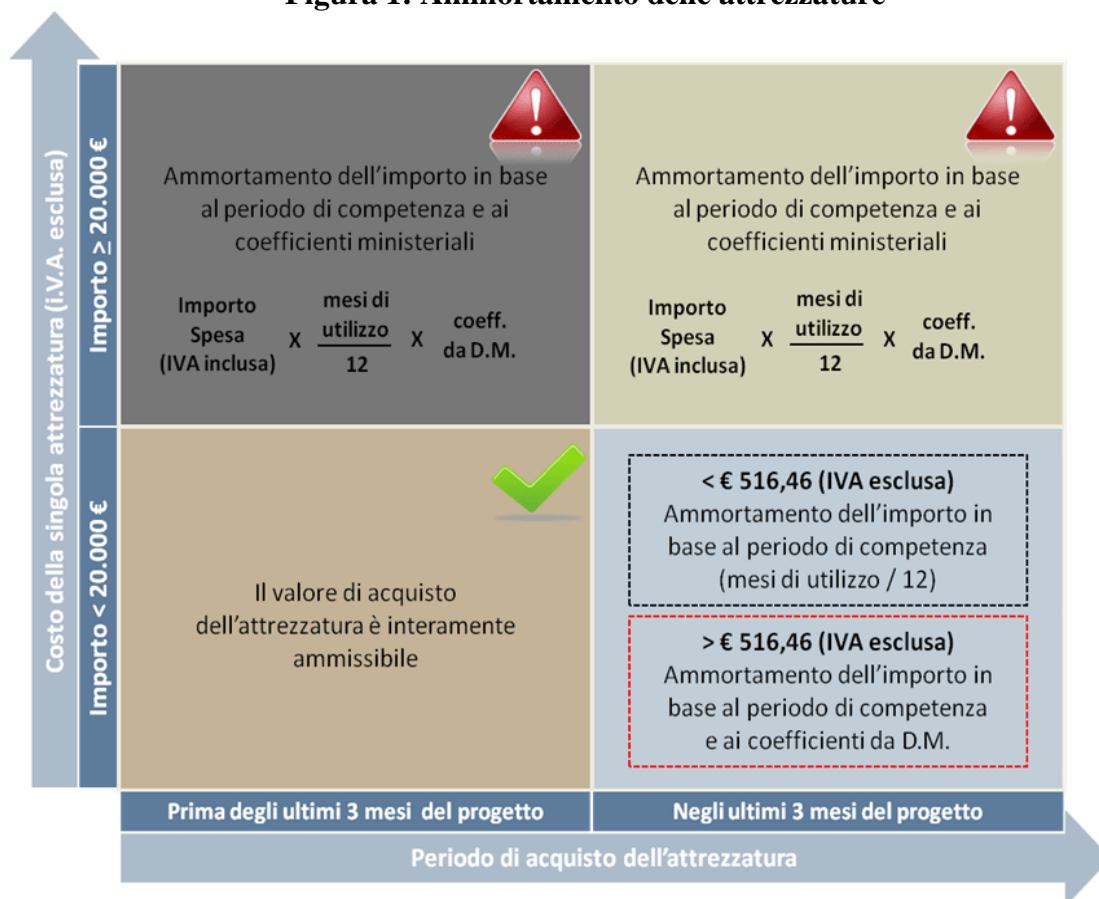 Figura 1: Ammortamento delle attrezzature
Costo della singola attrezzatura (i.V.A. esclusa)
Importo ≥ 20.000 €
Ammortamento dell'importo in base
al periodo di competenza e ai
coefficienti ministeriali
Importo
Spesa
(IVA inclusa)
X
mesi di
utilizzo
12
X
coeff.
da D.M.
Ammortamento dell'importo in base
al periodo di competenza e ai
coefficienti ministeriali
Importo
Spesa
(IVA inclusa)
X
mesi di
utilizzo
12
X
coeff.
da D.M.
Importo < 20.000 €
Il valore di acquisto
dell'attrezzatura è interamente
ammissibile
< € 516,46 (IVA esclusa)
Ammortamento dell'importo in
base al periodo di competenza
(mesi di utilizzo / 12)
> € 516,46 (IVA esclusa)
Ammortamento dell'importo in
base al periodo di competenza
e ai coefficienti da D.M.
Prima degli ultimi 3 mesi del progetto
Negli ultimi 3 mesi del progetto
Periodo di acquisto dell'attrezzatura